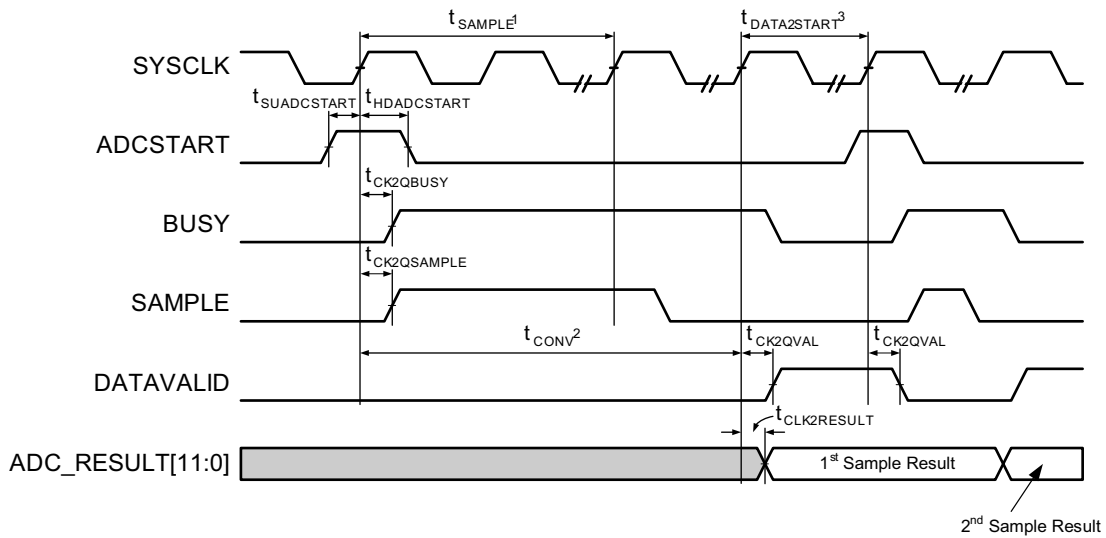 tSAMPLE1
tDATA2START3
SYSCLK
tSUADCSTART
tHDADCSTART
ADCSTART
tCK2QBUSY
BUSY
tCK2QSAMPLE
SAMPLE
tCONV2
tCK2QVAL
tCK2QVAL
DATAVALID
tCLK2RESULT
ADC_RESULT[11:0]
1st Sample Result
2nd Sample Result